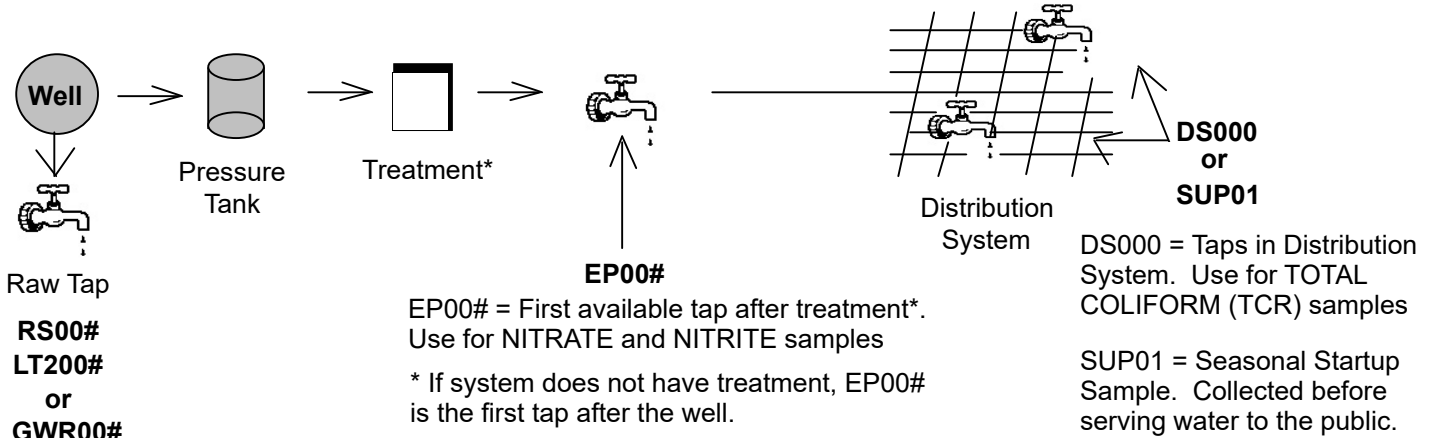 Well
Pressure
Tank
Treatment*
Raw Tap
RS00#
LT200#
or
GWR00#
EP00#
EP00# = First available tap after treatment*.
Use for NITRATE and NITRITE samples
* If system does not have treatment, EP00#
is the first tap after the well.
Distribution
System
DS000
or
SUP01
DS000 = Taps in Distribution
System. Use for TOTAL
COLIFORM (TCR) samples
SUP01 = Seasonal Startup
Sample. Collected before
serving water to the public.